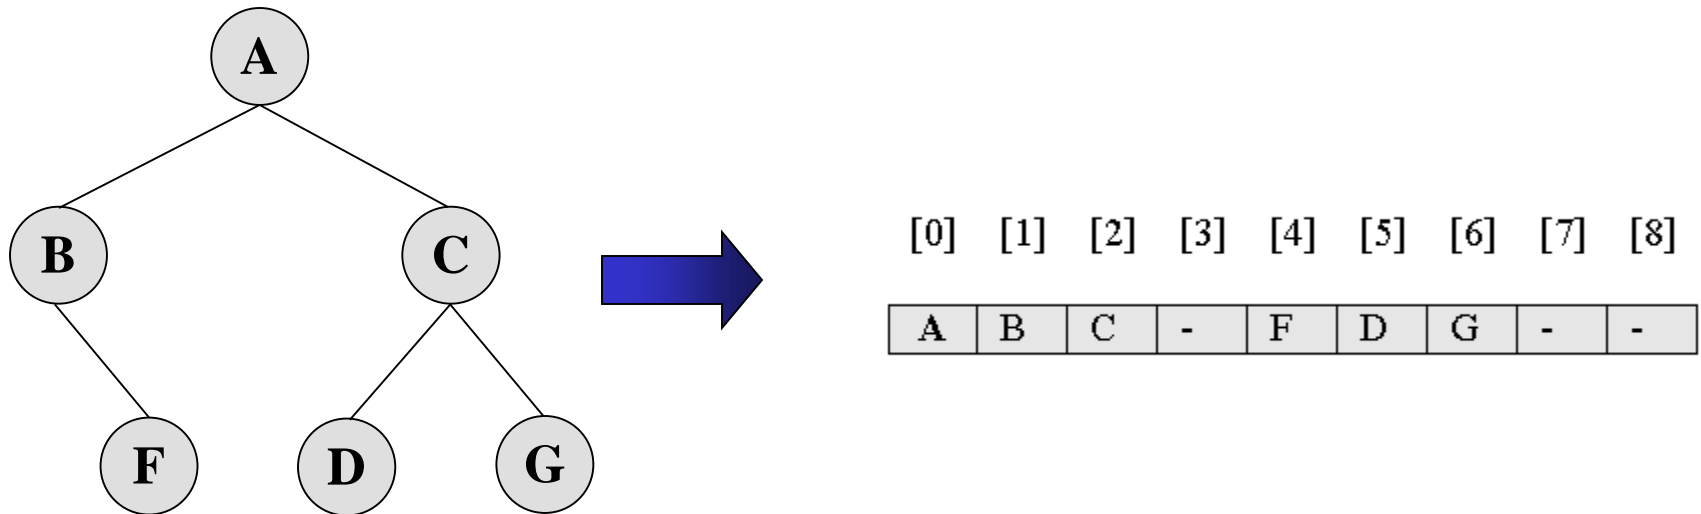 A
B C
F D G
[0] [1] [2] [3] [4] [5] [6] [7] [8]
A B C - F D G - -